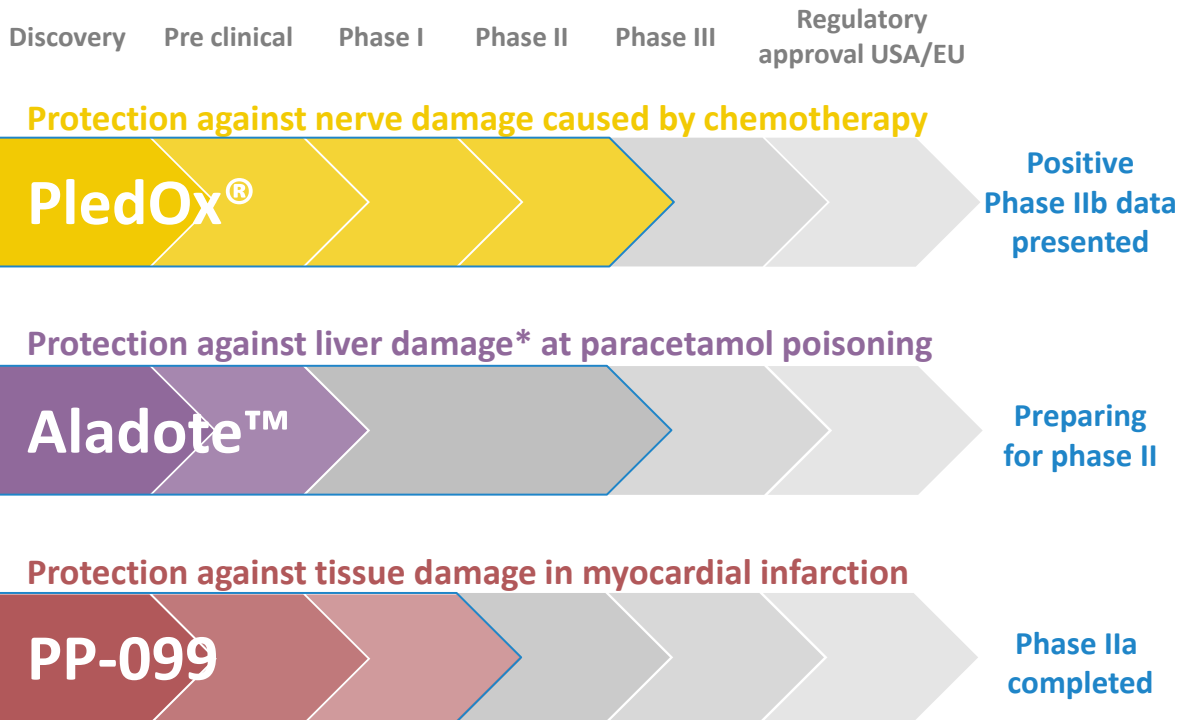 Discovery Pre clinical Phase I Phase II Phase III Regulatory
approval USA/EU
Protection against nerve damage caused by chemotherapy
PledOx®
Positive
Phase IIb data
presented
Protection against liver damage* at paracetamol poisoning
Aladote™
Preparing
for phase II
Protection against tissue damage in myocardial infarction
PP-099
Phase IIa
completed